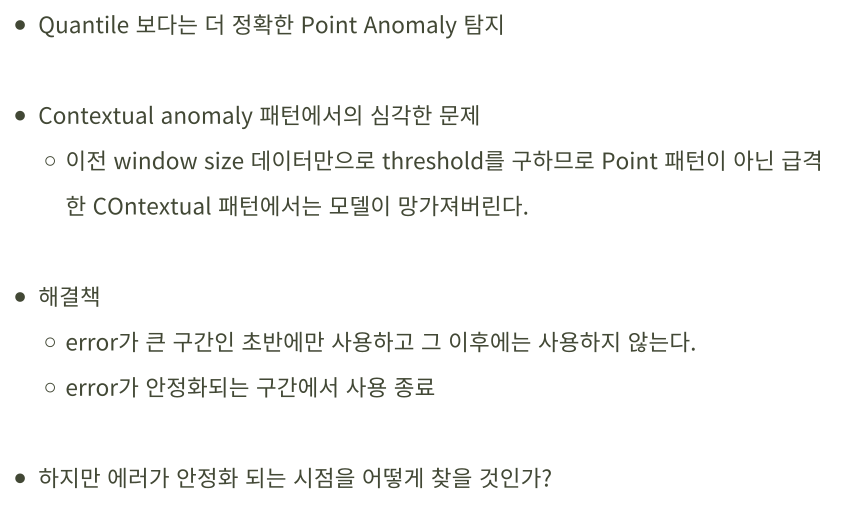 • Quantile 보다는 더 정확한 Point Anomaly 탐지
• Contextual anomaly 패턴에서의 심각한 문제
○ 이전 window size 데이터만으로 threshold를 구하므로 Point 패턴이 아닌 급격
한 COntextual 패턴에서는 모델이 망가져버린다.
• 해결책
○ error가 큰 구간인 초반에만 사용하고 그 이후에는 사용하지 않는다.
○ error가 안정화되는 구간에서 사용 종료
• 하지만 에러가 안정화 되는 시점을 어떻게 찾을 것인가?